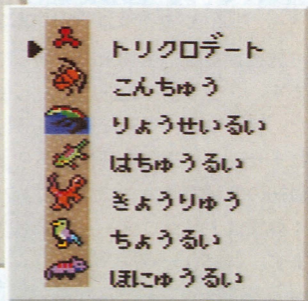 トリクロデート
こんちゅう
りょうせいるい
はちゅうるい
きょうりゅう
ちょうるい
ほにゅうるい